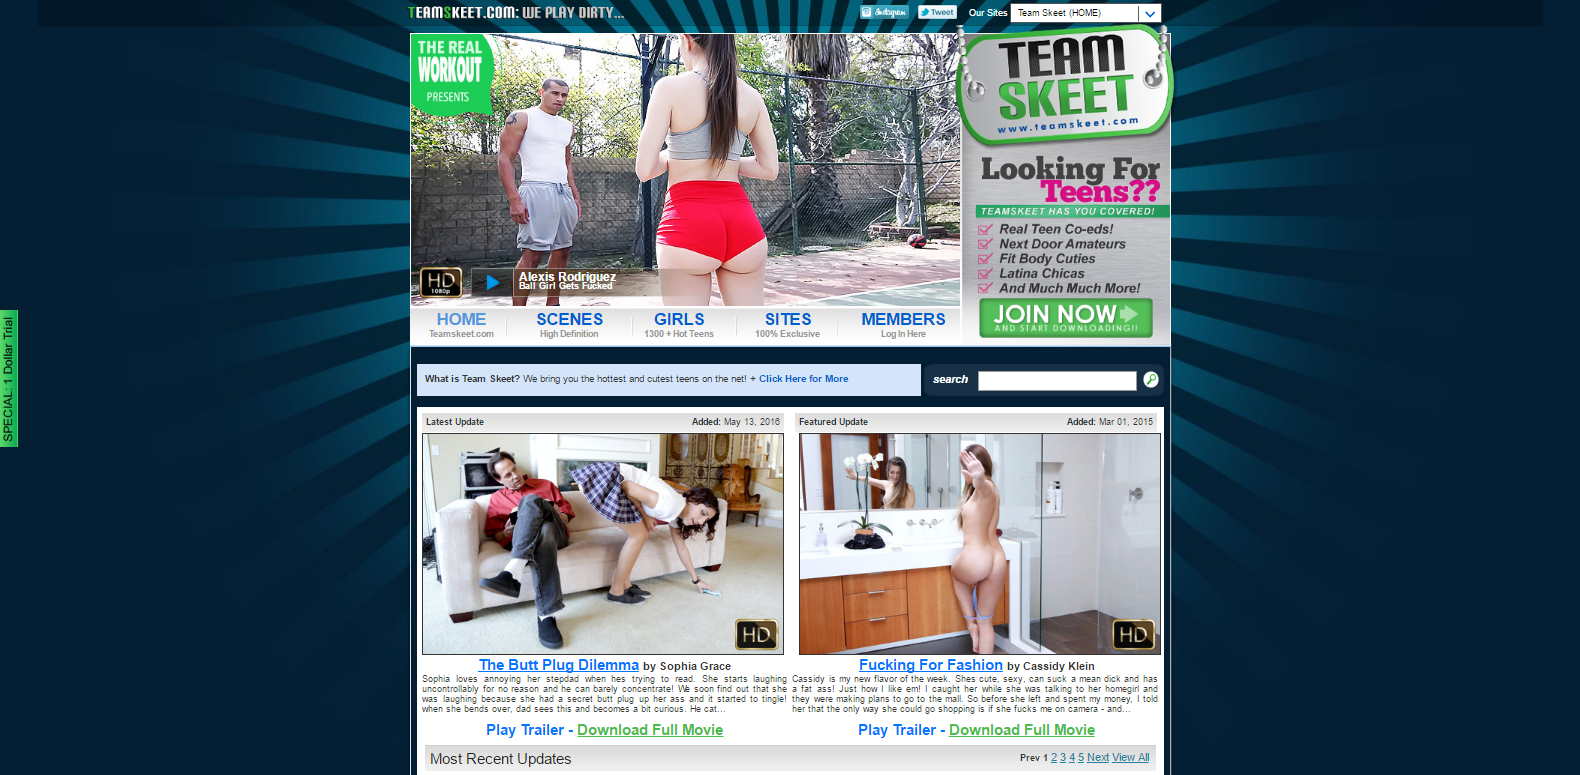 TEAMSKEET.COM: WE PLAY DIRTY...
Instagram
Tweet
Our Sites
Team Skeet (HOME)
THE REAL
WORKOUT
PRESENTS
HD
1080p
Alexis Rodriguez
Ball Girl Gets Fucked
TEAM
SKEET
www.teamskeet.com
Looking For
Teens??
TEAMSKEET HAS YOU COVERED!
Real Teen Co-eds!
Next Door Amateurs
Fit Body Cuties
Latina Chicas
And Much Much More!
JOIN NOW
AND START DOWNLOADING!!
HOME SCENES GIRLS SITES MEMBERS
Teamskeet.com High Definition 1300 + Hot Teens 100% Exclusive Log In Here
SPECIAL: 1 Dollar Trial
What is Team Skeet? We bring you the hottest and cutest teens on the net! + Click Here for More
search
Latest Update Added: May 13, 2016
HD
The Butt Plug Dilemma by Sophia Grace
Sophia loves annoying her stepdad when hes trying to read. She starts laughing
uncontrollably for no reason and he can barely concentrate! We soon find out that she
was laughing because she had a secret butt plug up her ass and it started to tingle!
when she bends over, dad sees this and becomes a bit curious. He cat...
Play Trailer - Download Full Movie
Featured Update Added: Mar 01, 2015
HD
Fucking For Fashion by Cassidy Klein
Cassidy is my new flavor of the week. Shes cute, sexy, can suck a mean dick and has
a fat ass! Just how I like em! I caught her while she was talking to her homegirl and
they were making plans to go to the mall. So before she left and spent my money, I told
her that the only way she could go shopping is if she fucks me on camera - and...
Play Trailer - Download Full Movie
Most Recent Updates
Prev 1 2 3 4 5 Next View All